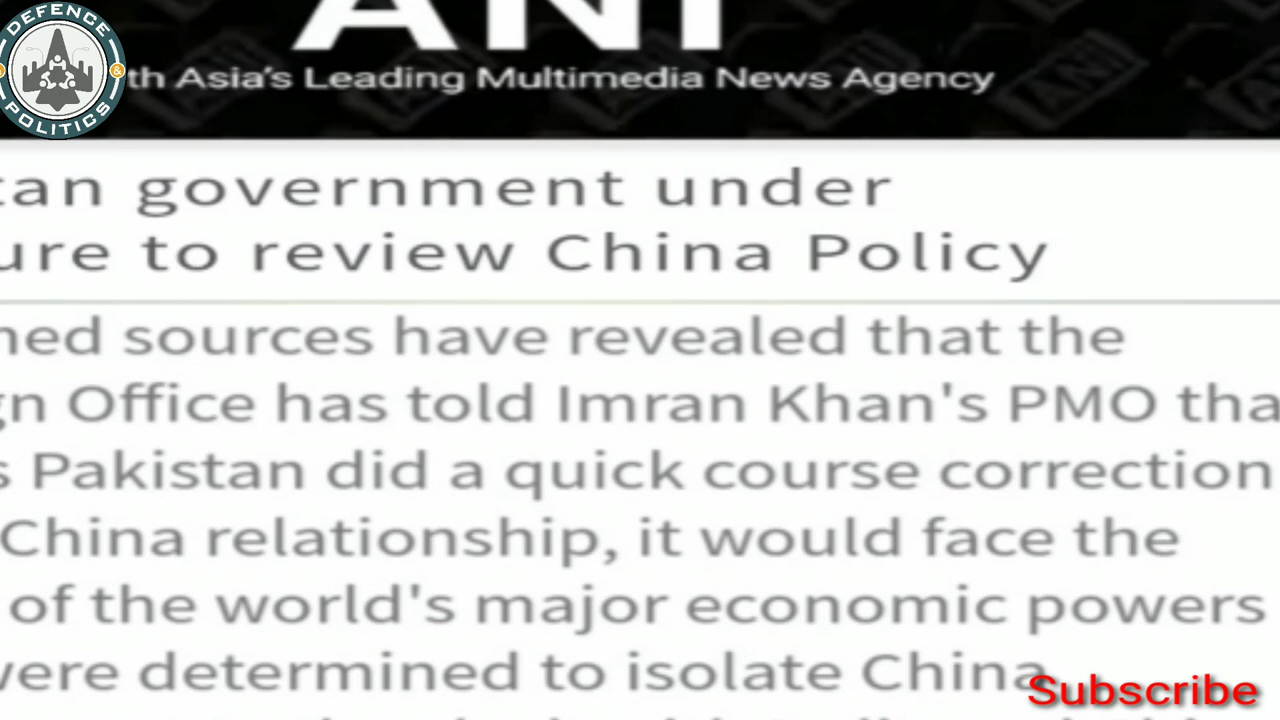 DEFENCE
&
POLITICS
ANI
th Asia's Leading Multimedia News Agency
tan government under
ure to review China Policy
ned sources have revealed that the
gn Office has told Imran Khan's PMO tha
s Pakistan did a quick course correction
China relationship, it would face the
of the world's major economic powers
were determined to isolate China
Subscribe